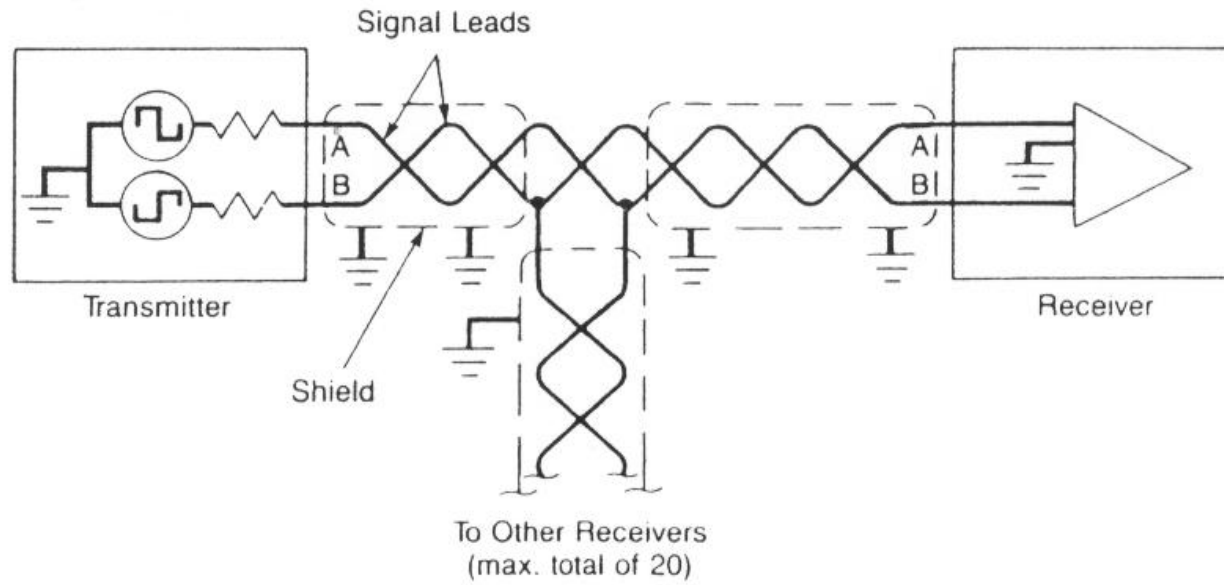 Signal Leads
A
B
A
B
Transmitter
Receiver
Shield
To Other Receivers
(max. total of 20)